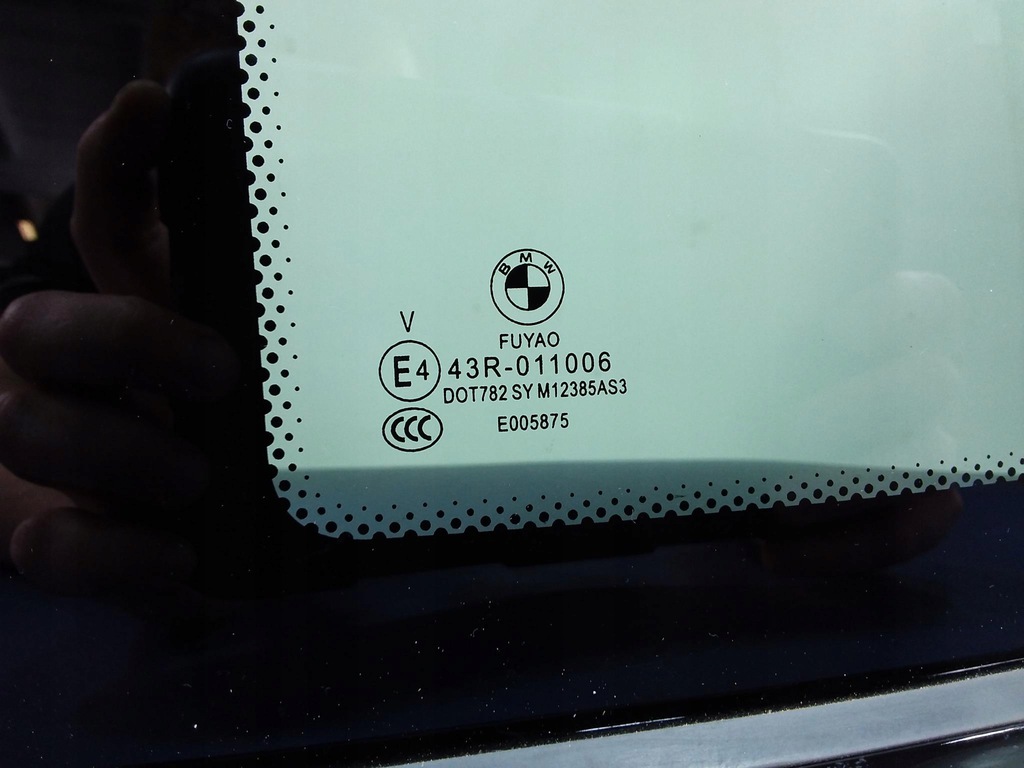 BMW
FUYAO
V
E4 43R-011006
DOT782 SY M12385AS3
CCC E005875